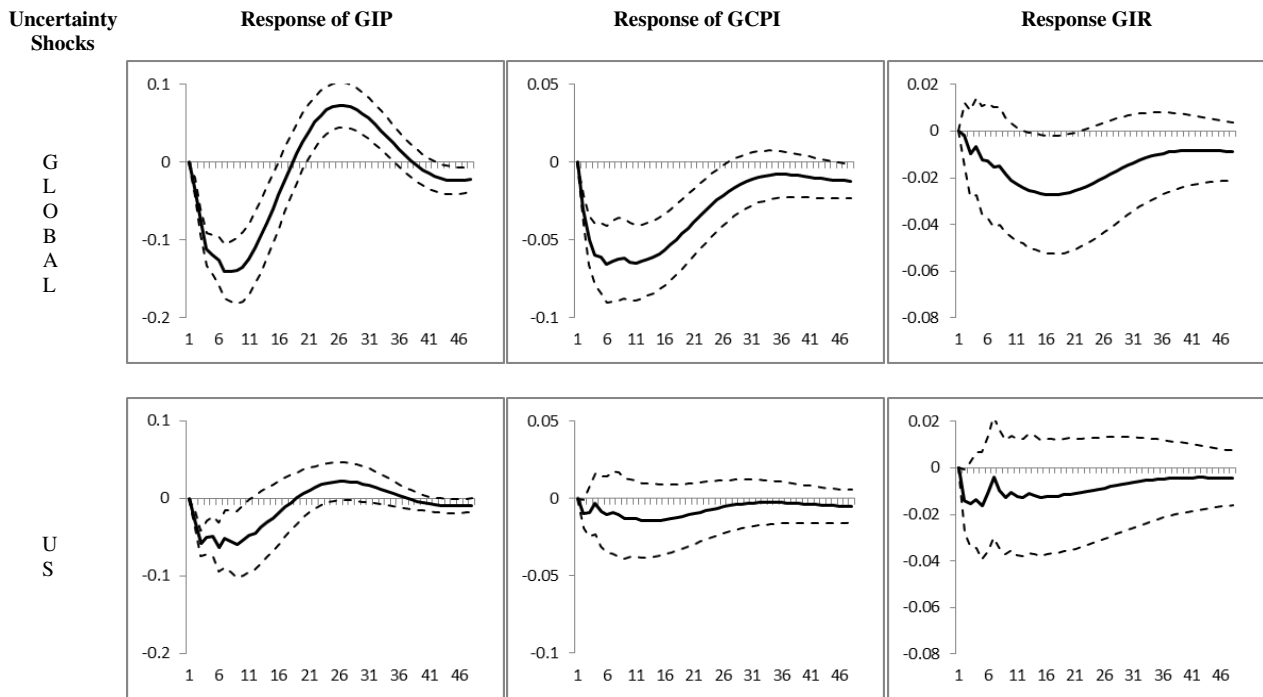 Uncertainty Shocks
Response of GIP
Response of GCPI
Response GIR
GLOBAL
0.1
0
-0.1
-0.2
1 6 11 16 21 26 31 36 41 46
0.05
0
-0.05
-0.1
1 6 11 16 21 26 31 36 41 46
0.02
0
-0.02
-0.04
-0.06
-0.08
1 6 11 16 21 26 31 36 41 46
US
0.1
0
-0.1
-0.2
1 6 11 16 21 26 31 36 41 46
0.05
0
-0.05
-0.1
1 6 11 16 21 26 31 36 41 46
0.02
0
-0.02
-0.04
-0.06
-0.08
1 6 11 16 21 26 31 36 41 46